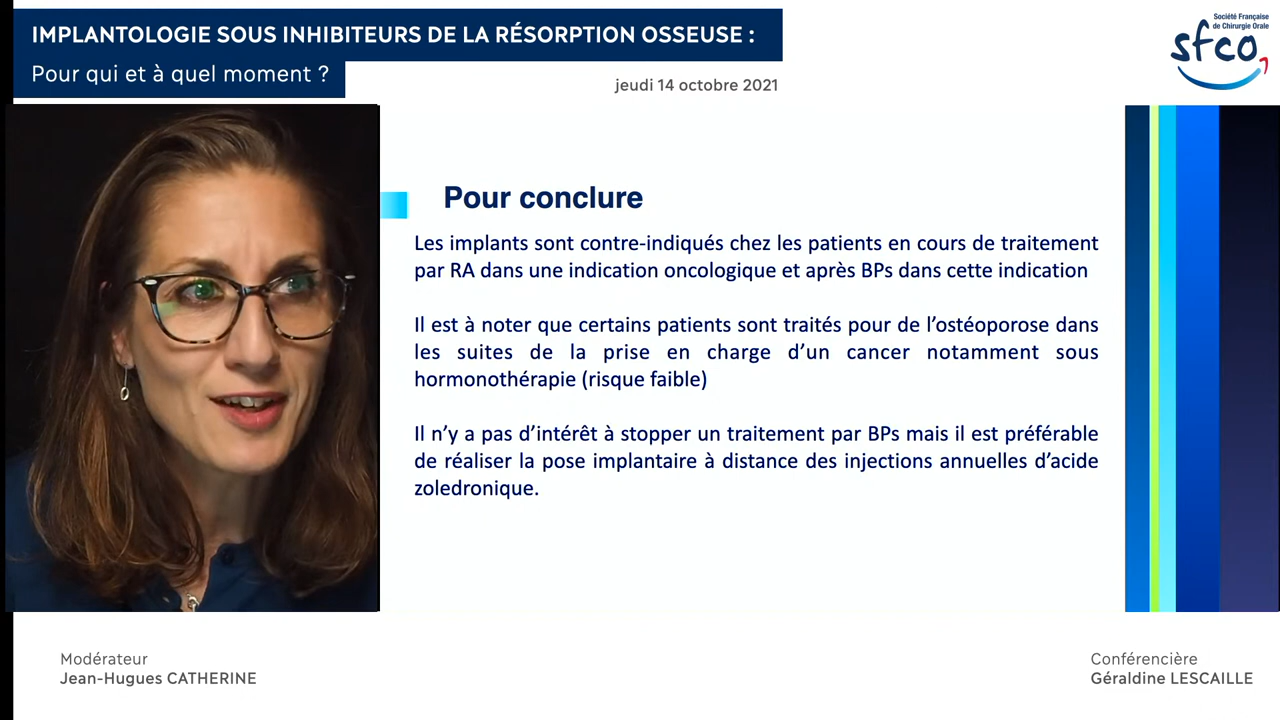 IMPLANTOLOGIE SOUS INHIBITEURS DE LA RÉSORPTION OSSEUSE :
Pour qui et à quel moment ?
jeudi 14 octobre 2021
Société Française
de Chirurgie Orale
sfco
Pour conclure
Les implants sont contre-indiqués chez les patients en cours de traitement
par RA dans une indication oncologique et après BPs dans cette indication
Il est à noter que certains patients sont traités pour de l’ostéoporose dans
les suites de la prise en charge d’un cancer notamment sous
hormonothérapie (risque faible)
Il n’y a pas d’intérêt à stopper un traitement par BPs mais il est préférable
de réaliser la pose implantaire à distance des injections annuelles d’acide
zoledronique.
Modérateur
Jean-Hugues CATHERINE
Conférencière
Géraldine LESCAILLE